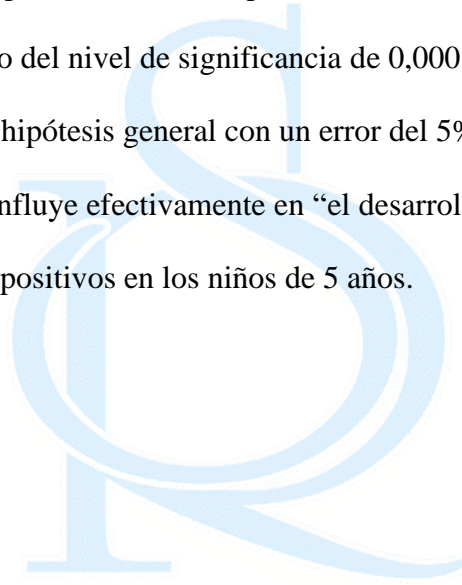 o del nivel de significancia de 0,000
hipótesis general con un error del 5%
nfluye efectivamente en “el desarrol
positivos en los niños de 5 años.